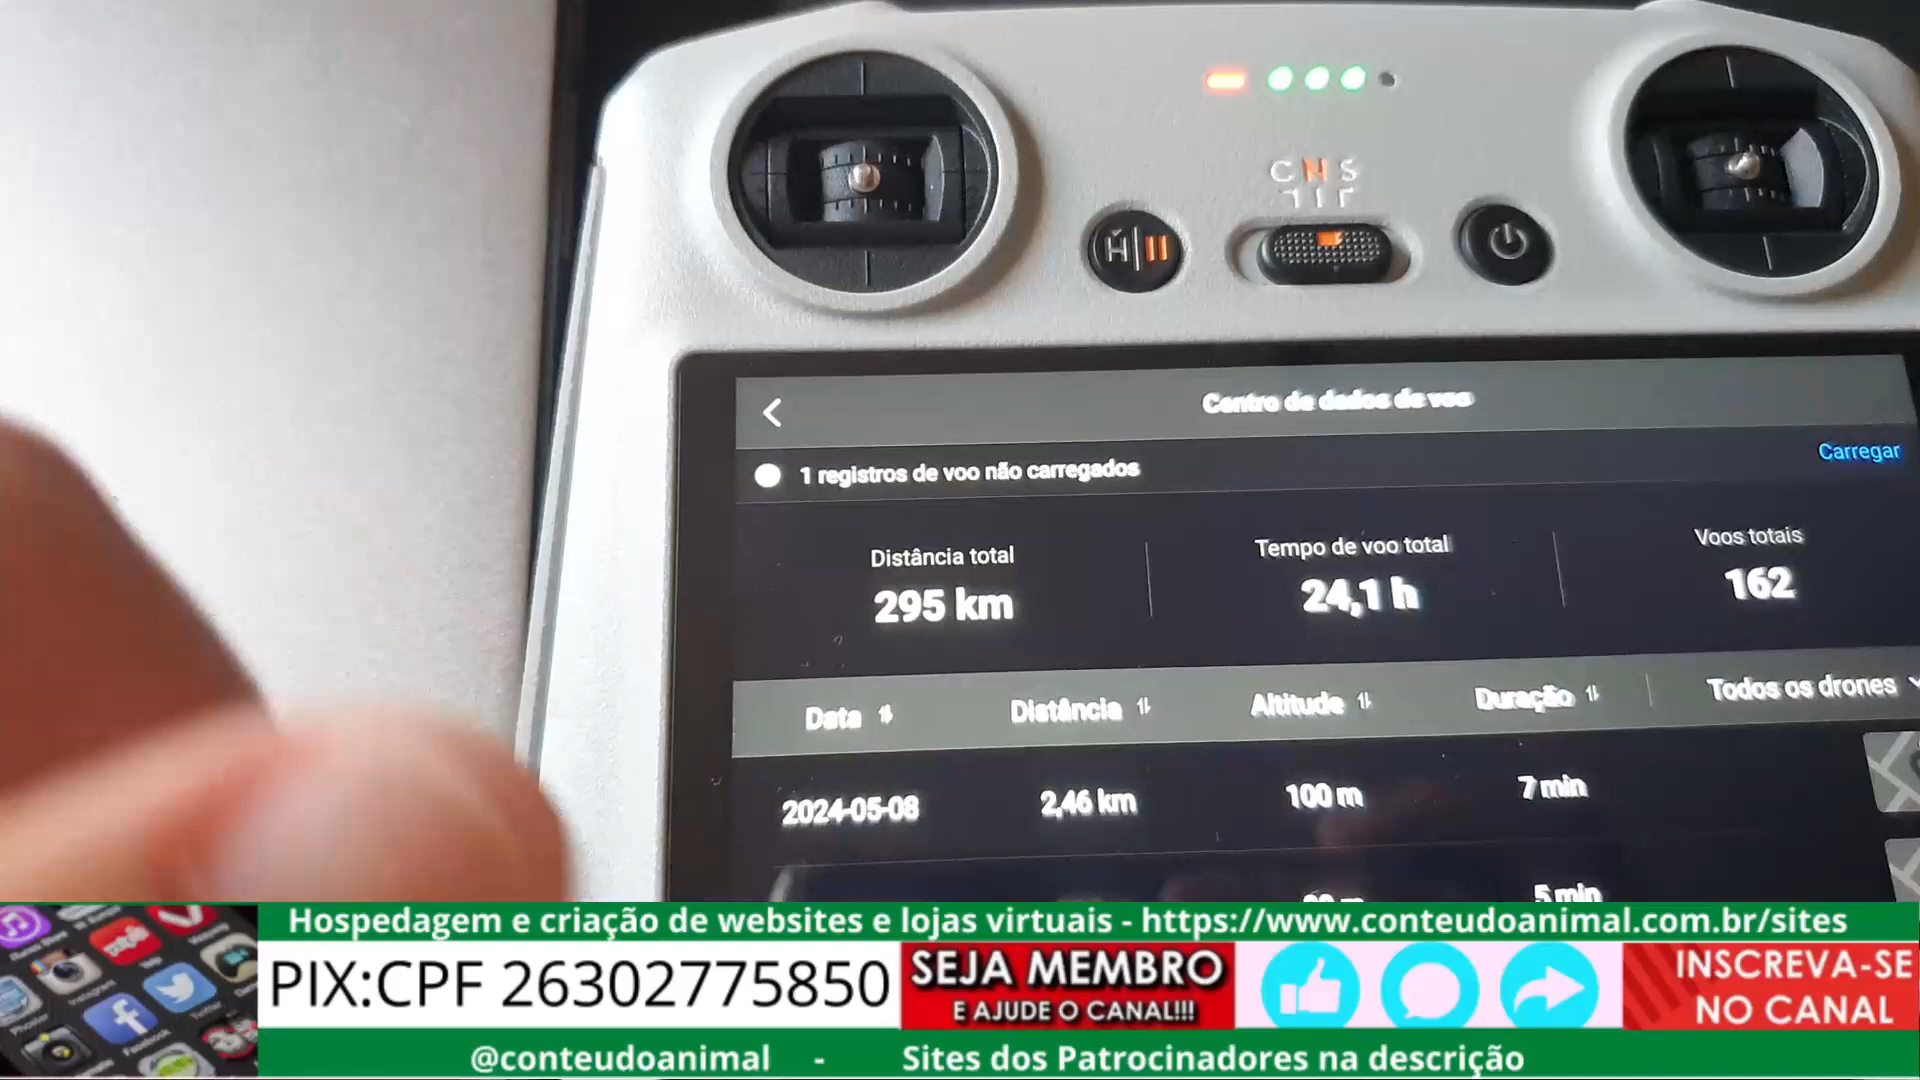 C N S
H
Centro de dados de voo
1 registros de voo não carregados
Carregar
Distância total
295 km
Tempo de voo total
24,1 h
Voos totais
162
Data
Distância
Altitude
Duração
Todos os drones
2024-05-08
2,46 km
100 m
7 min
5 min
Hospedagem e criação de websites e lojas virtuais - https://www.conteudoanimal.com.br/sites
PIX:CPF 26302775850
SEJA MEMBRO
E AJUDE O CANAL!!!
INSCREVA-SE
NO CANAL
@conteudoanimal - Sites dos Patrocinadores na descrição
Facebook